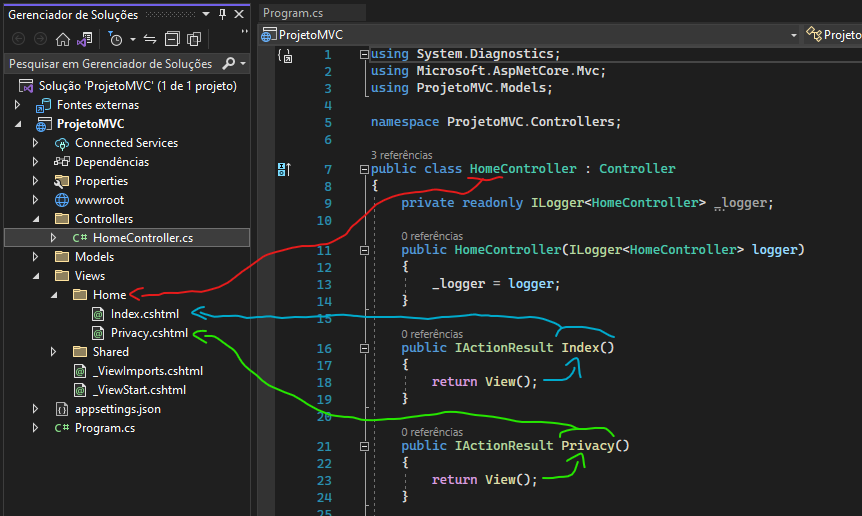 Gerenciador de Soluções
Pesquisar em Gerenciador de Soluções
Solução 'ProjetoMVC' (1 de 1 projeto)
Fontes externas
ProjetoMVC
Connected Services
Dependências
Properties
wwwroot
Controllers
C# HomeController.cs
Models
Views
Home
Index.cshtml
Privacy.cshtml
Shared
_ViewImports.cshtml
_ViewStart.cshtml
appsettings.json
C# Program.cs
Program.cs
ProjetoMVC
Projeto
1 using System.Diagnostics;
2 using Microsoft.AspNetCore.Mvc;
3 using ProjetoMVC.Models;
4
5 namespace ProjetoMVC.Controllers;
6
3 referências
7 public class HomeController : Controller
8 {
9 private readonly ILogger<HomeController> _logger;
10
0 referências
11 public HomeController(ILogger<HomeController> logger)
12 {
13 _logger = logger;
14 }
15
0 referências
16 public IActionResult Index()
17 {
18 return View();
19 }
20
0 referências
21 public IActionResult Privacy()
22 {
23 return View();
24 }
25